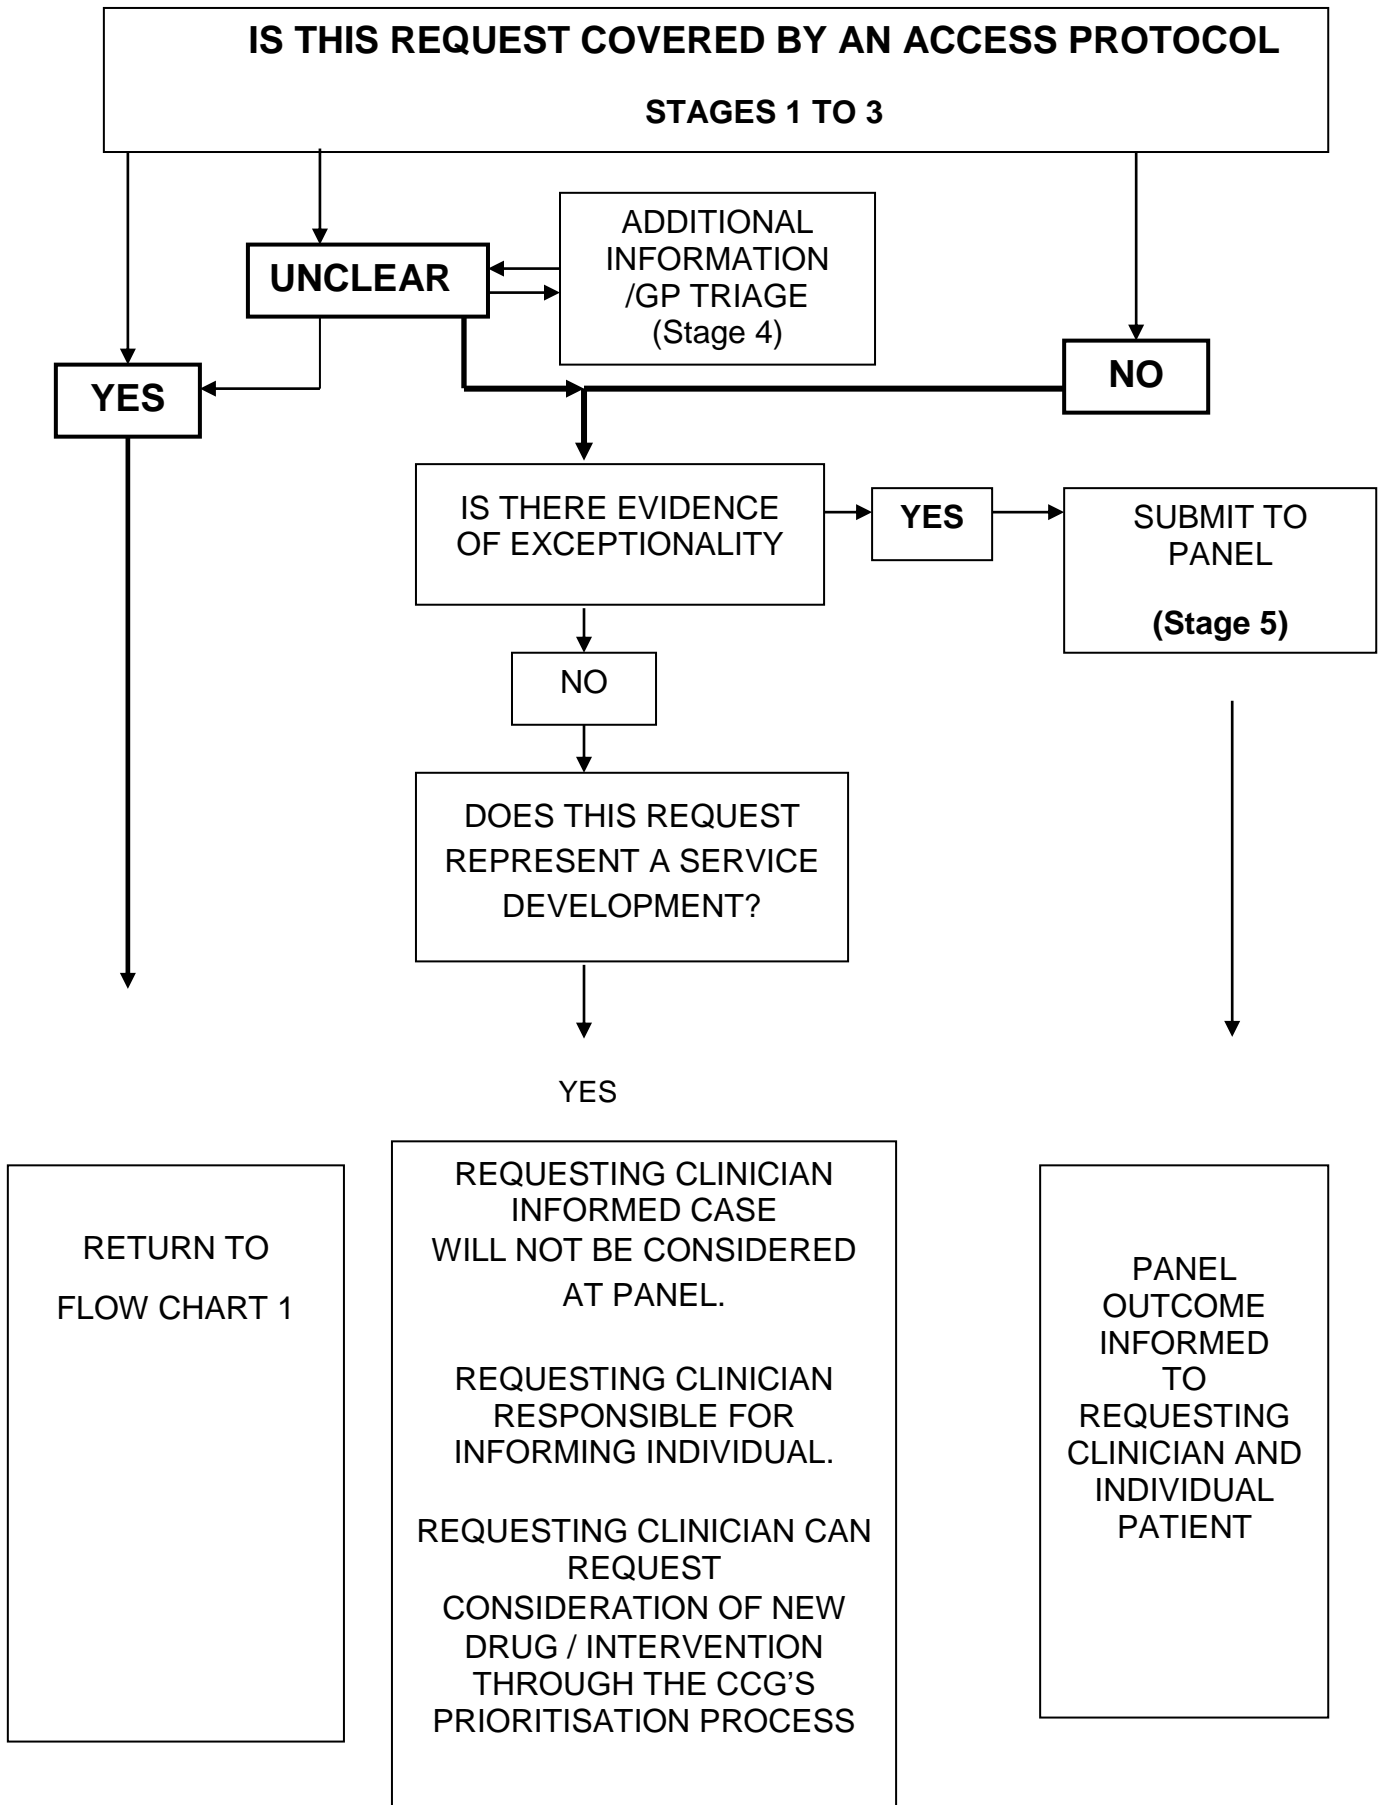 IS THIS REQUEST COVERED BY AN ACCESS PROTOCOL
STAGES 1 TO 3
ADDITIONAL
INFORMATION
/GP TRIAGE
(Stage 4)
UNCLEAR
YES
NO
IS THERE EVIDENCE
OF EXCEPTIONALITY
YES
SUBMIT TO
PANEL
(Stage 5)
NO
DOES THIS REQUEST
REPRESENT A SERVICE
DEVELOPMENT?
YES
RETURN TO
FLOW CHART 1
REQUESTING CLINICIAN
INFORMED CASE
WILL NOT BE CONSIDERED
AT PANEL.
REQUESTING CLINICIAN
RESPONSIBLE FOR
INFORMING INDIVIDUAL.
REQUESTING CLINICIAN CAN
REQUEST
CONSIDERATION OF NEW
DRUG / INTERVENTION
THROUGH THE CCG’S
PRIORITISATION PROCESS
PANEL
OUTCOME
INFORMED
TO
REQUESTING
CLINICIAN AND
INDIVIDUAL
PATIENT